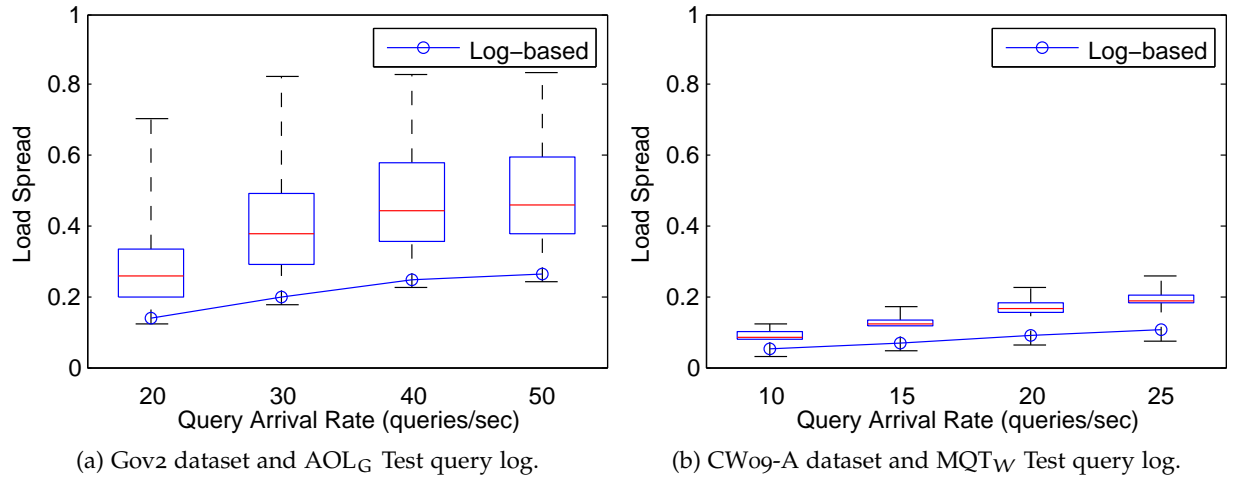 1
0.8
0.6
0.4
0.2
0
Load Spread
Log-based
20 30 40 50
Query Arrival Rate (queries/sec)
(a) Gov2 dataset and AOL_G Test query log.
1
0.8
0.6
0.4
0.2
0
Load Spread
Log-based
10 15 20 25
Query Arrival Rate (queries/sec)
(b) CW09-A dataset and MQT_W Test query log.